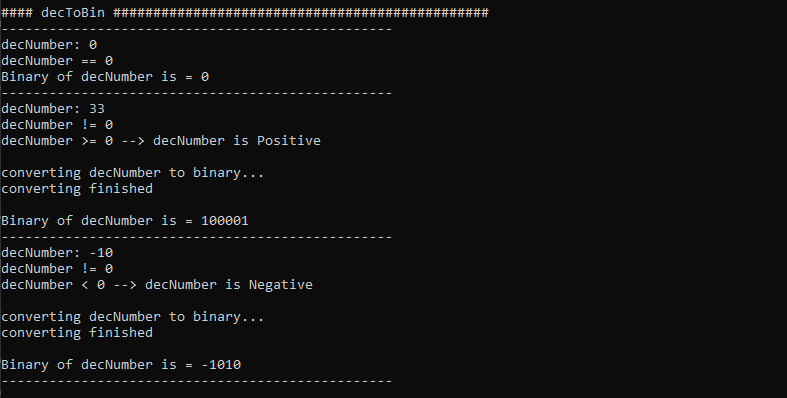 #### decToBin ###############################################
-------------------------------------------------
decNumber: 0
decNumber == 0
Binary of decNumber is = 0
-------------------------------------------------
decNumber: 33
decNumber != 0
decNumber >= 0 --> decNumber is Positive
converting decNumber to binary...
converting finished
Binary of decNumber is = 100001
-------------------------------------------------
decNumber: -10
decNumber != 0
decNumber < 0 --> decNumber is Negative
converting decNumber to binary...
converting finished
Binary of decNumber is = -1010
-------------------------------------------------